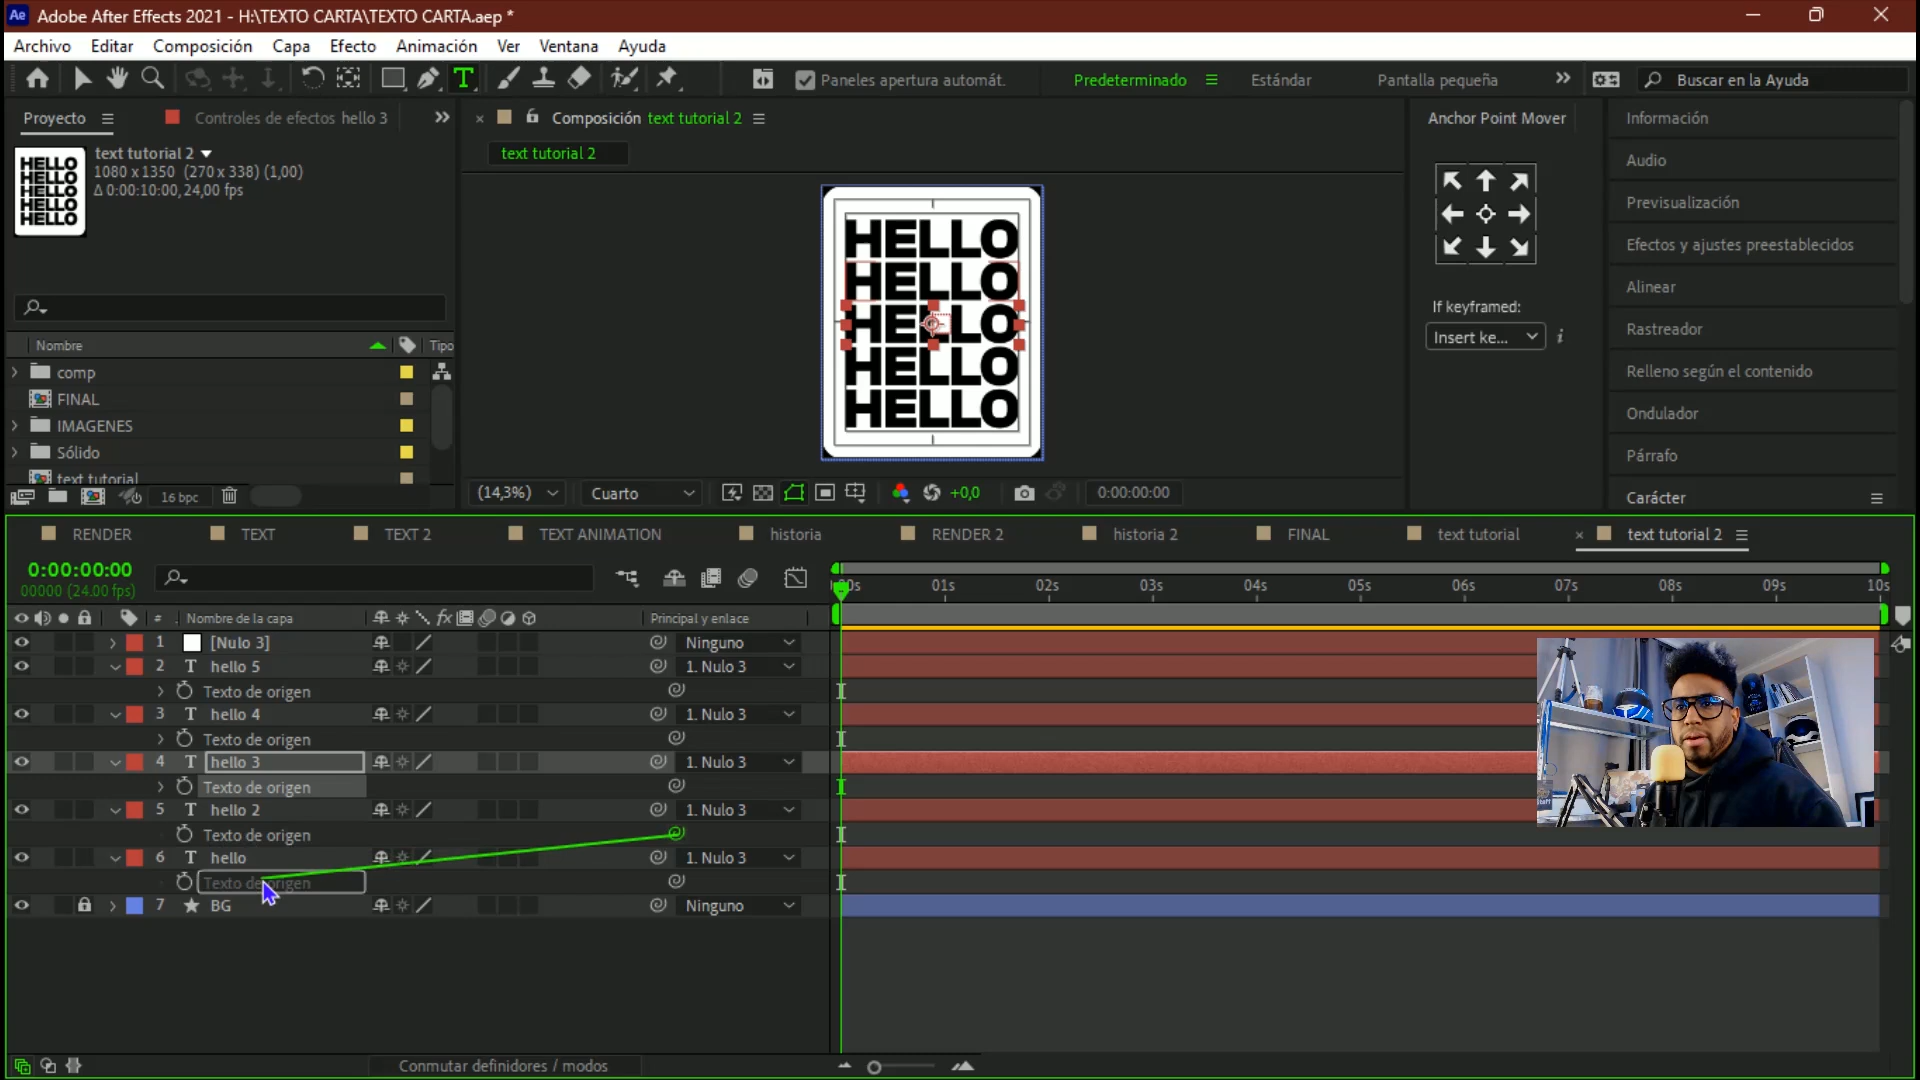 Ae Adobe After Effects 2021 - H:\TEXTO CARTA\TEXTO CARTA.aep *
Archivo Editar Composición Capa Efecto Animación Ver Ventana Ayuda
Paneles apertura automát. Predeterminado Estándar Pantalla pequeña Buscar en la Ayuda
Proyecto Controles de efectos hello 3
text tutorial 2
1080 x 1350 (270 x 338) (1,00)
Δ 0:00:10:00, 24,00 fps
HELLO
HELLO
HELLO
HELLO
HELLO
Nombre Tipo
comp
FINAL
IMAGENES
Sólido
text tutorial
16 bpc
Composición text tutorial 2
text tutorial 2
HELLO
HELLO
HELLO
HELLO
HELLO
(14,3%) Cuarto +0,0 0:00:00:00
Anchor Point Mover
If keyframed:
Insert ke...
Información
Audio
Previsualización
Efectos y ajustes preestablecidos
Alinear
Rastreador
Relleno según el contenido
Ondulador
Párrafo
Carácter
RENDER TEXT TEXT 2 TEXT ANIMATION historia RENDER 2 historia 2 FINAL text tutorial text tutorial 2
0:00:00:00
00000 (24.00 fps)
01s 02s 03s 04s 05s 06s 07s 08s 09s 10s
# Nombre de la capa fx Principal y enlace
1 [Nulo 3] Ninguno
2 T hello 5 1. Nulo 3
Texto de origen
3 T hello 4 1. Nulo 3
Texto de origen
4 T hello 3 1. Nulo 3
Texto de origen
5 T hello 2 1. Nulo 3
Texto de origen
6 T hello 1. Nulo 3
Texto de origen
7 BG Ninguno
Conmutar definidores / modos